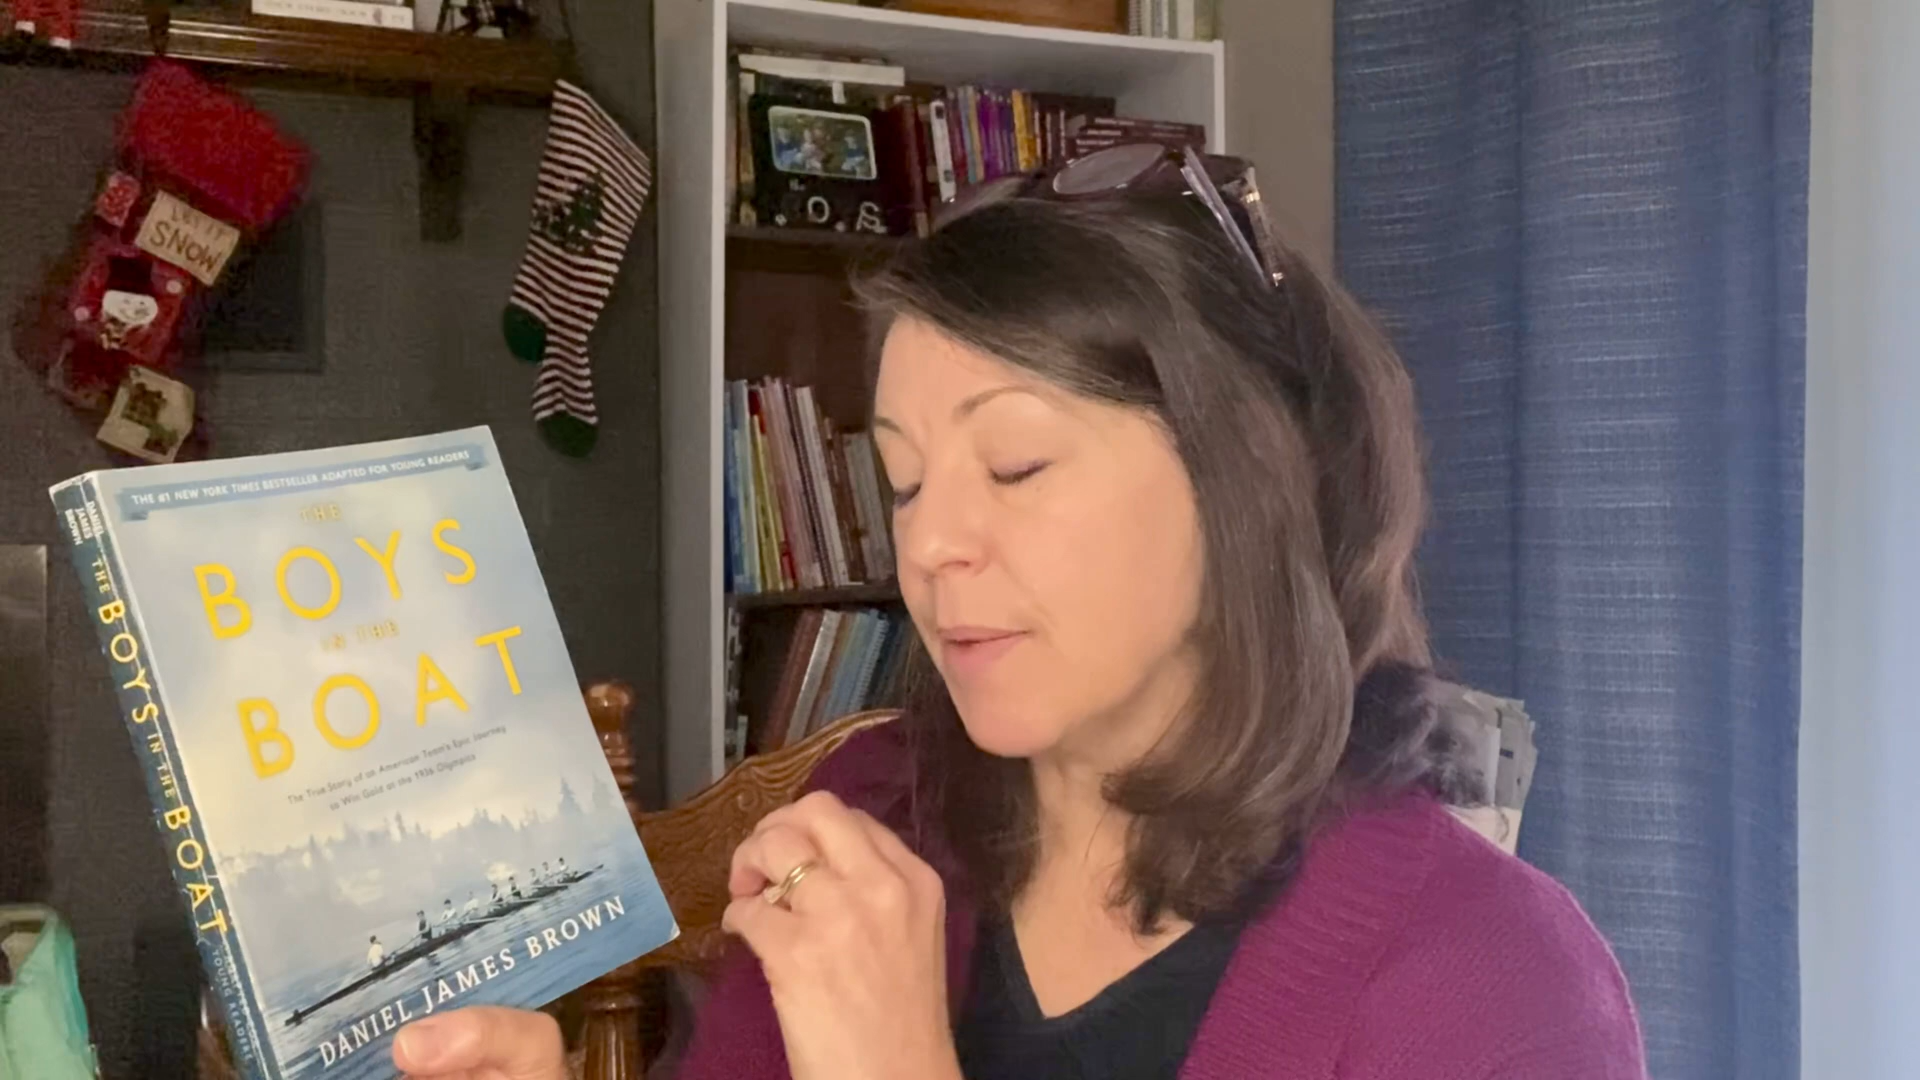 LET IT
SNOW
THE #1 NEW YORK TIMES BESTSELLER ADAPTED FOR YOUNG READERS
THE
BOYS
IN THE
BOAT
The True Story of an American Team's Epic Journey
to Win Gold at the 1936 Olympics
DANIEL JAMES BROWN
DANIEL
JAMES
BROWN
THE BOYS IN THE BOAT
ADAPTED FOR
YOUNG READERS